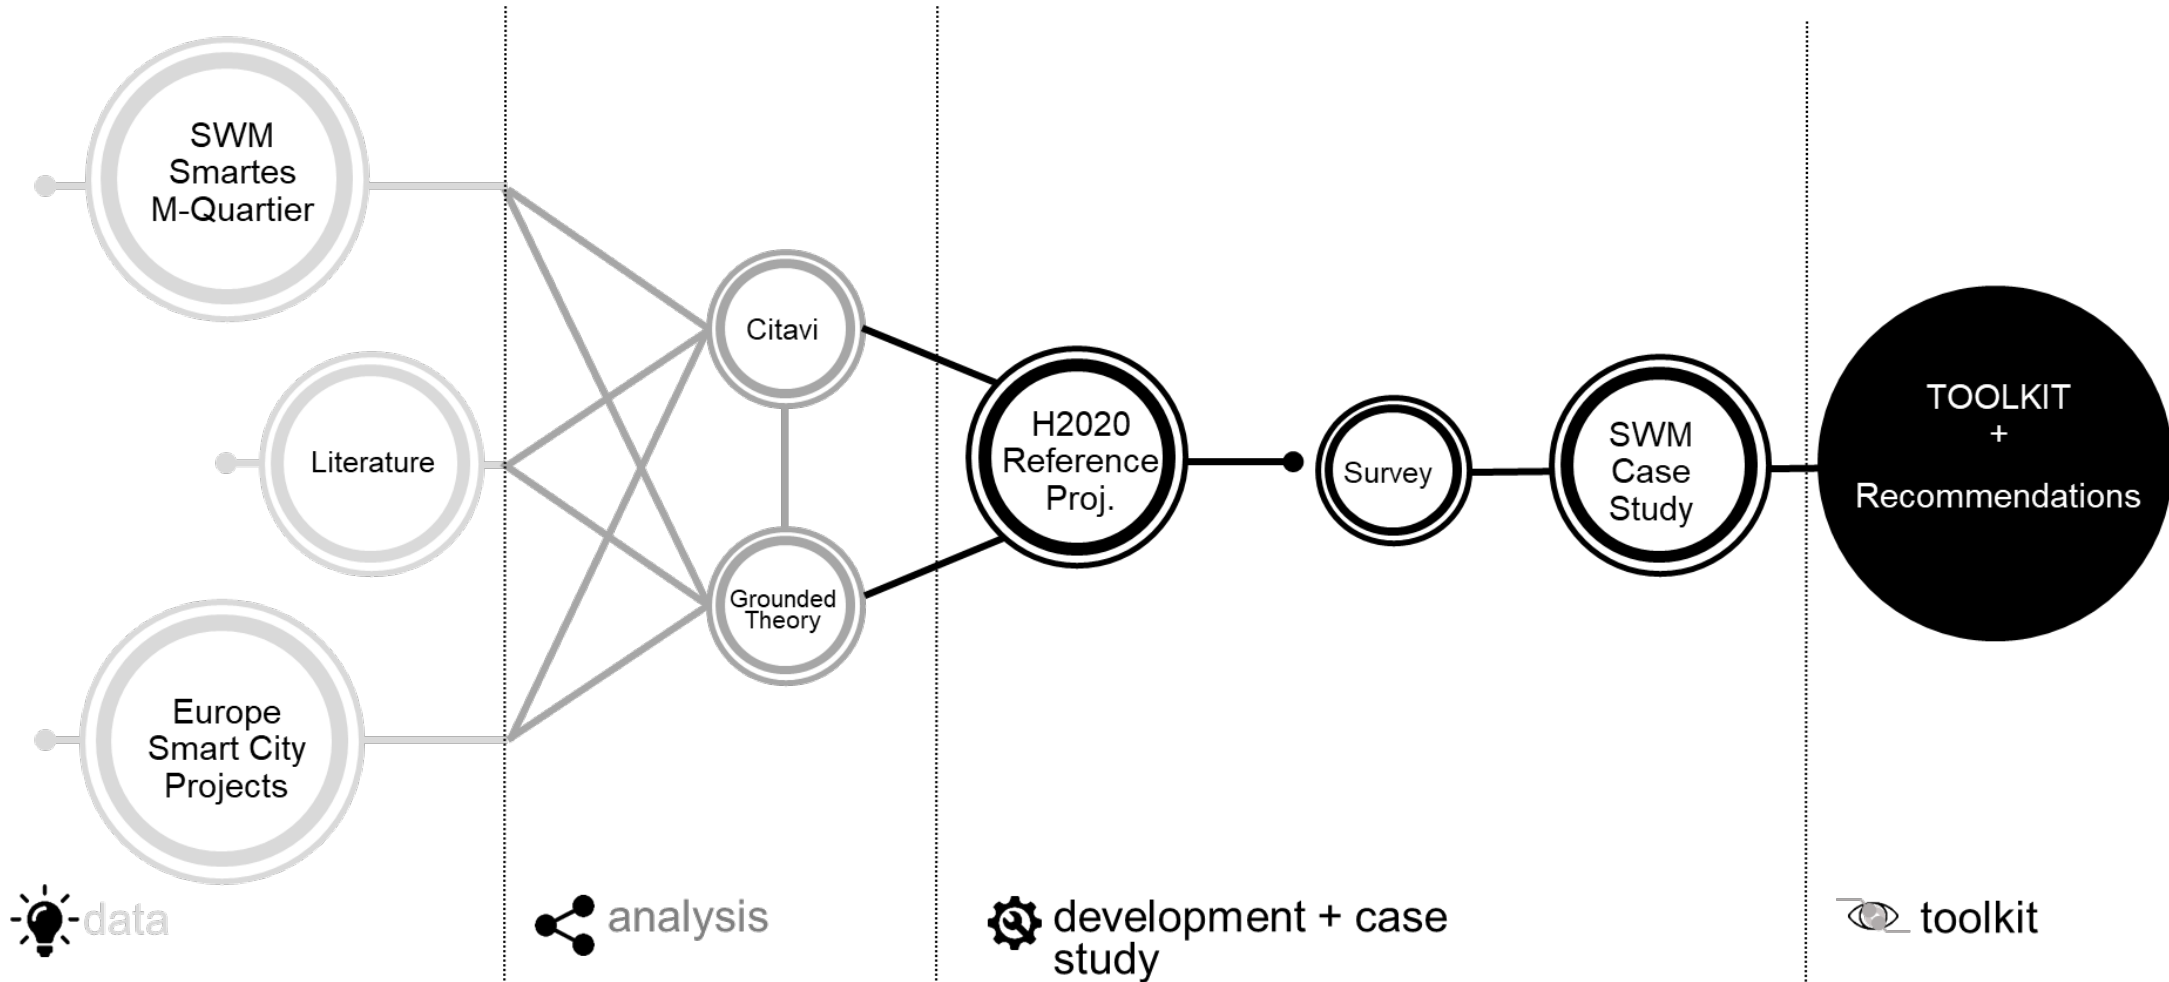 SWM
Smartes
M-Quartier
Literature
Europe
Smart City
Projects
Citavi
Grounded
Theory
H2020
Reference
Proj.
Survey
SWM
Case
Study
TOOLKIT
+
Recommendations
data
analysis
development + case
study
toolkit